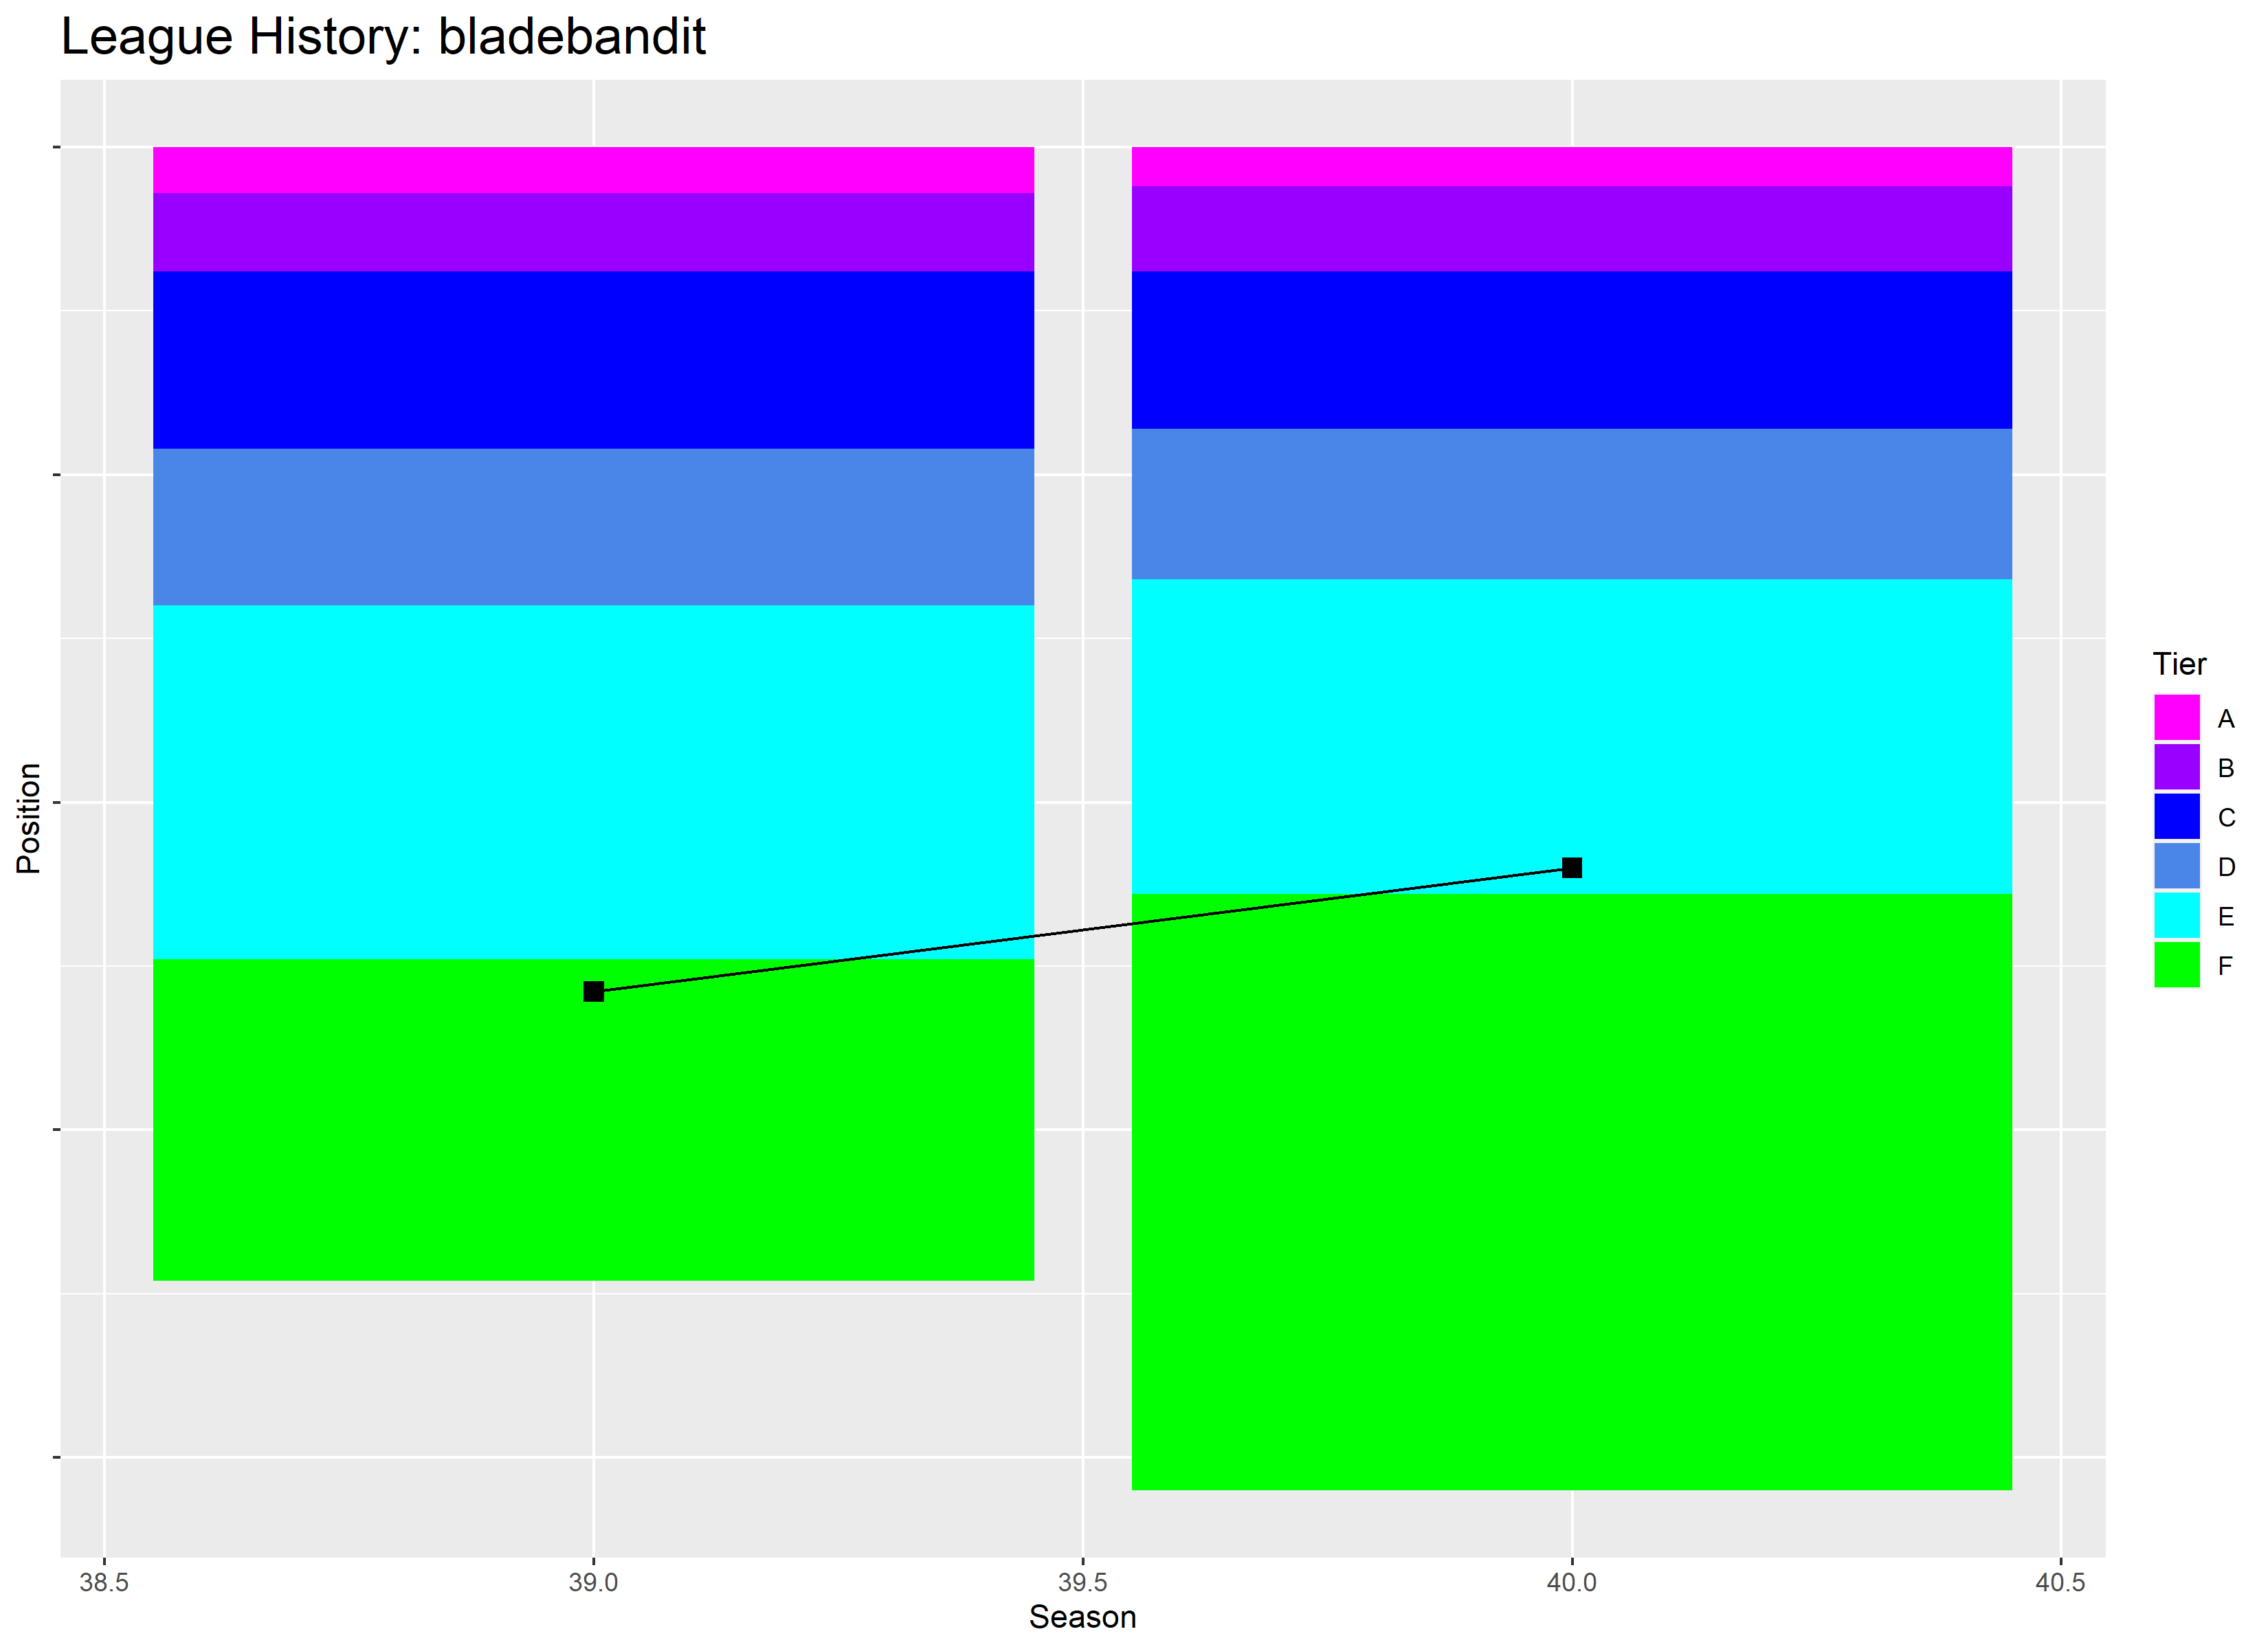 League History: bladebandit
Position
38.5
39.0
39.5
40.0
40.5
Season
Tier
A
B
C
D
E
F